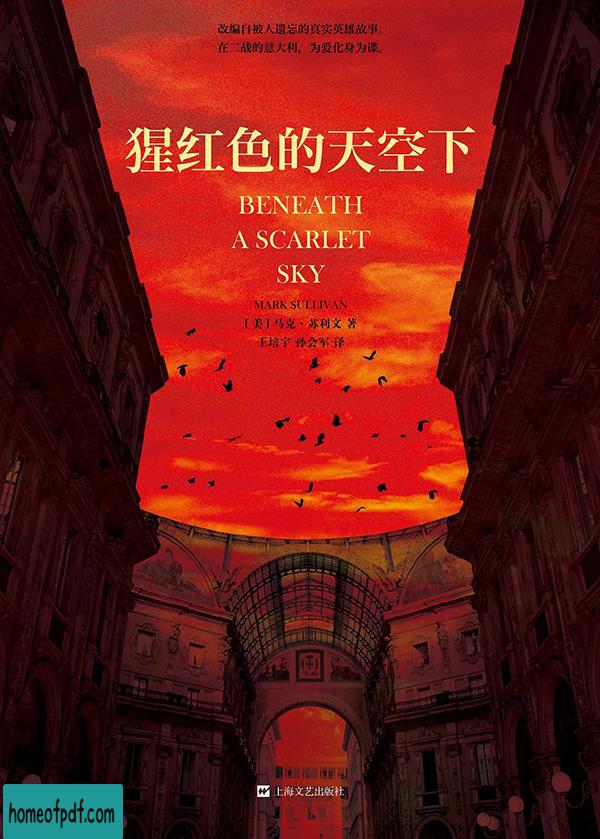 改编自被人遗忘的真实英雄故事。
在二战的意大利，为爱化身为谍。
猩红色的天空下
BENEATH
A SCARLET
SKY
MARK SULLIVAN
［美］马克·苏利文 著
王培宇 孙会军 译
上海文艺出版社
homeofpdf.com